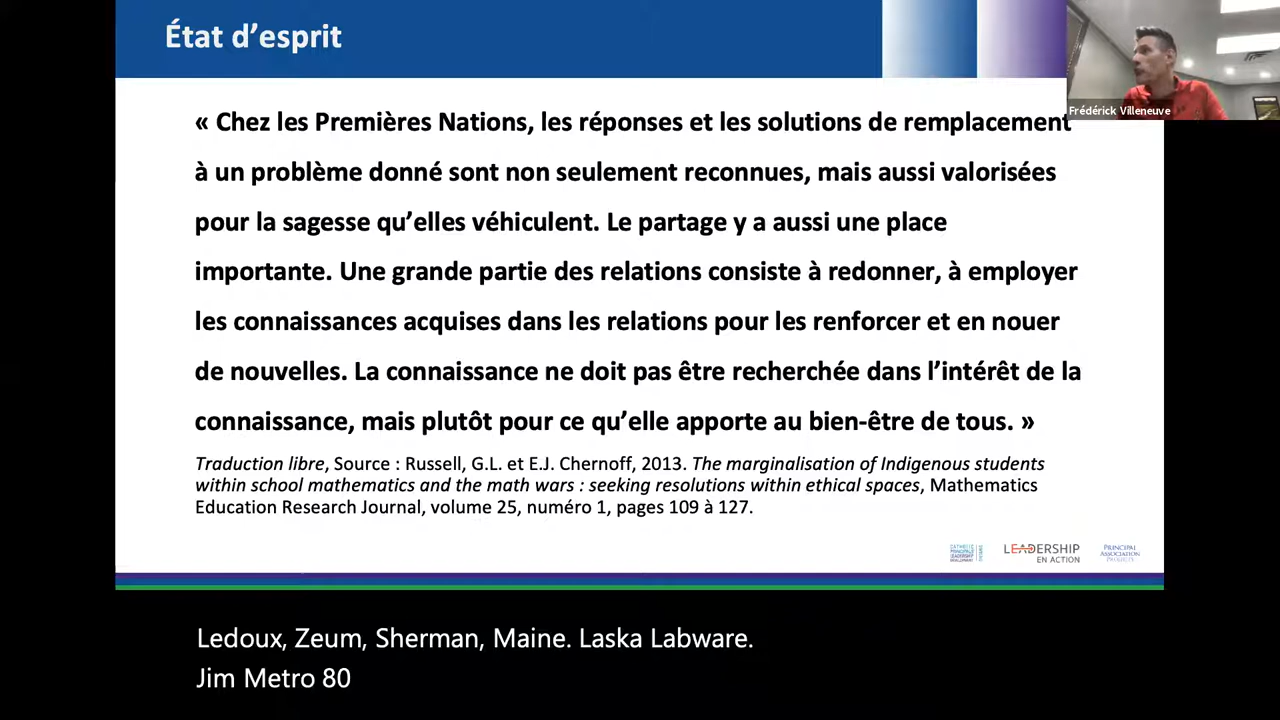 État d’esprit
Frédérick Villeneuve
« Chez les Premières Nations, les réponses et les solutions de remplacement
à un problème donné sont non seulement reconnues, mais aussi valorisées
pour la sagesse qu’elles véhiculent. Le partage y a aussi une place
importante. Une grande partie des relations consiste à redonner, à employer
les connaissances acquises dans les relations pour les renforcer et en nouer
de nouvelles. La connaissance ne doit pas être recherchée dans l’intérêt de la
connaissance, mais plutôt pour ce qu’elle apporte au bien-être de tous. »
Traduction libre, Source : Russell, G.L. et E.J. Chernoff, 2013. The marginalisation of Indigenous students
within school mathematics and the math wars : seeking resolutions within ethical spaces, Mathematics
Education Research Journal, volume 25, numéro 1, pages 109 à 127.
LEADERSHIP
EN ACTION
PRINCIPAL
ASSOCIATION
PROJECTS
Ledoux, Zeum, Sherman, Maine. Laska Labware.
Jim Metro 80